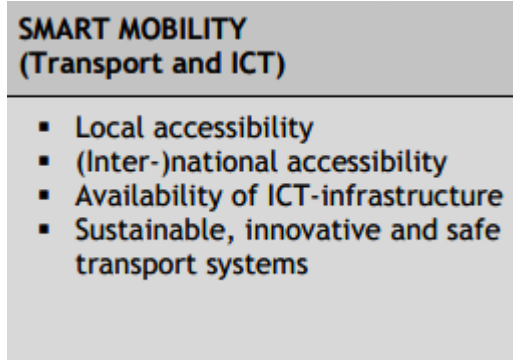 SMART MOBILITY
(Transport and ICT)
▪ Local accessibility
▪ (Inter-)national accessibility
▪ Availability of ICT-infrastructure
▪ Sustainable, innovative and safe
transport systems